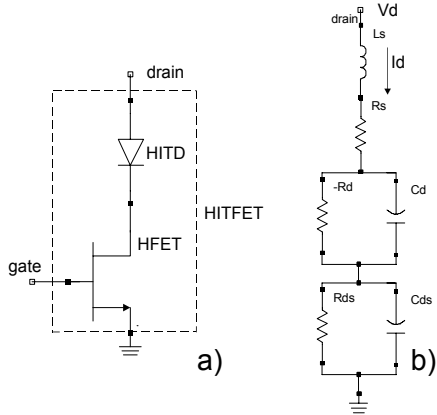 drain
HITD
HITFET
HFET
gate
a)
Vd
drain
Ls
Id
Rs
-Rd
Cd
Rds
Cds
b)